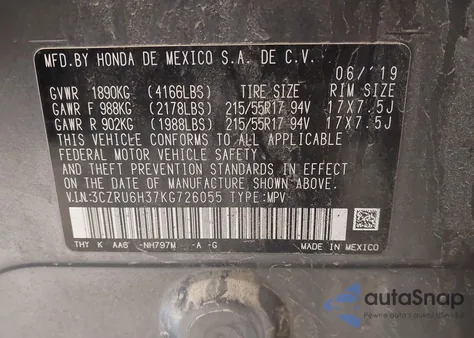 MFD.BY HONDA DE MEXICO S.A. DE C.V.
06/'19
GVWR 1890KG (4166LBS) TIRE SIZE RIM SIZE
GAWR F 988KG (2178LBS) 215/55R17 94V 17X7.5J
GAWR R 902KG (1988LBS) 215/55R17 94V 17X7.5J
THIS VEHICLE CONFORMS TO ALL APPLICABLE
FEDERAL MOTOR VEHICLE SAFETY
AND THEFT PREVENTION STANDARDS IN EFFECT
ON THE DATE OF MANUFACTURE SHOWN ABOVE.
V.I.N:3CZRU6H37KG726055 TYPE:MPV
THY K AA6 -NH797M -A -G
MADE IN MEXICO
autaSnap